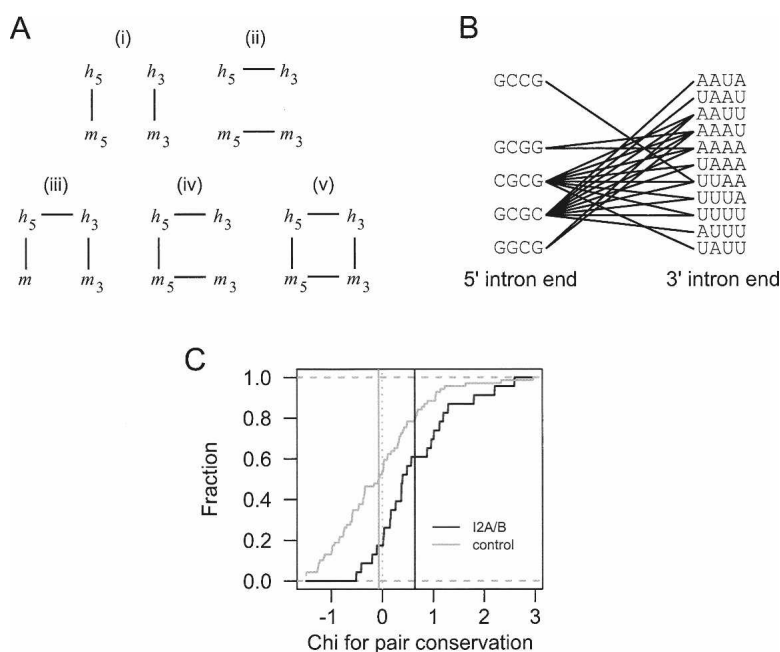 A
(i) (ii)
h5 h3 h5 h3
m5 m3 m5 m3
(iii) (iv) (v)
h5 h3 h5 h3 h5 h3
m m3 m5 m3 m5 m3
B
GCCG
GCGG
CGCG
GCGC
GGCG
5' intron end
AAUA
UAAU
AAUU
AAAU
AAAA
UAAA
UUAA
UUUA
UUUU
AUUU
UAUU
3' intron end
C
Fraction
1.0
0.8
0.6
0.4
0.2
0.0
I2A/B
control
-1 0 1 2 3
Chi for pair conservation